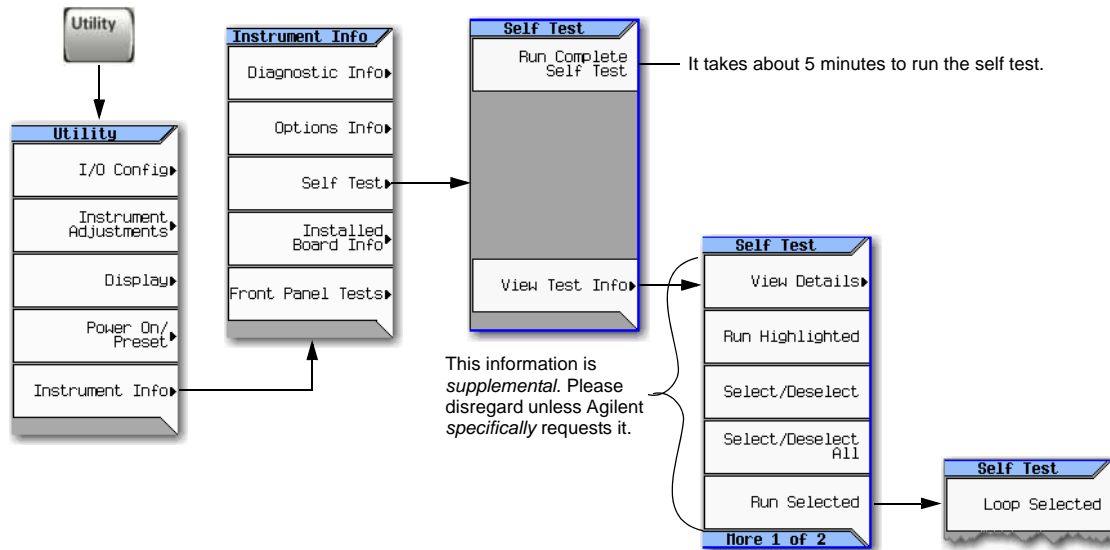 Utility
Utility
I/O Config
Instrument
Adjustments
Display
Power On/
Preset
Instrument Info
Instrument Info
Diagnostic Info
Options Info
Self Test
Installed
Board Info
Front Panel Tests
Self Test
Run Complete
Self Test
View Test Info
It takes about 5 minutes to run the self test.
This information is
supplemental. Please
disregard unless Agilent
specifically requests it.
Self Test
View Details
Run Highlighted
Select/Deselect
Select/Deselect
All
Run Selected
More 1 of 2
Self Test
Loop Selected